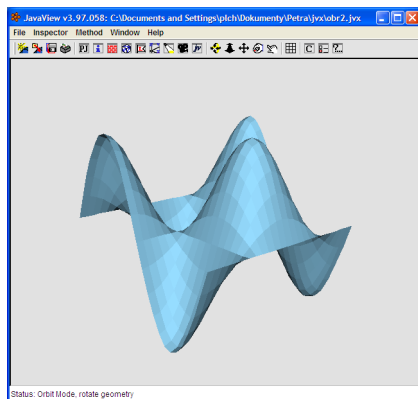 JavaView v3.97.058: C:\Documents and Settings\plch\Dokumenty\Petra\jvx\obr2.jvx
File Inspector Method Window Help
Status: Orbit Mode, rotate geometry